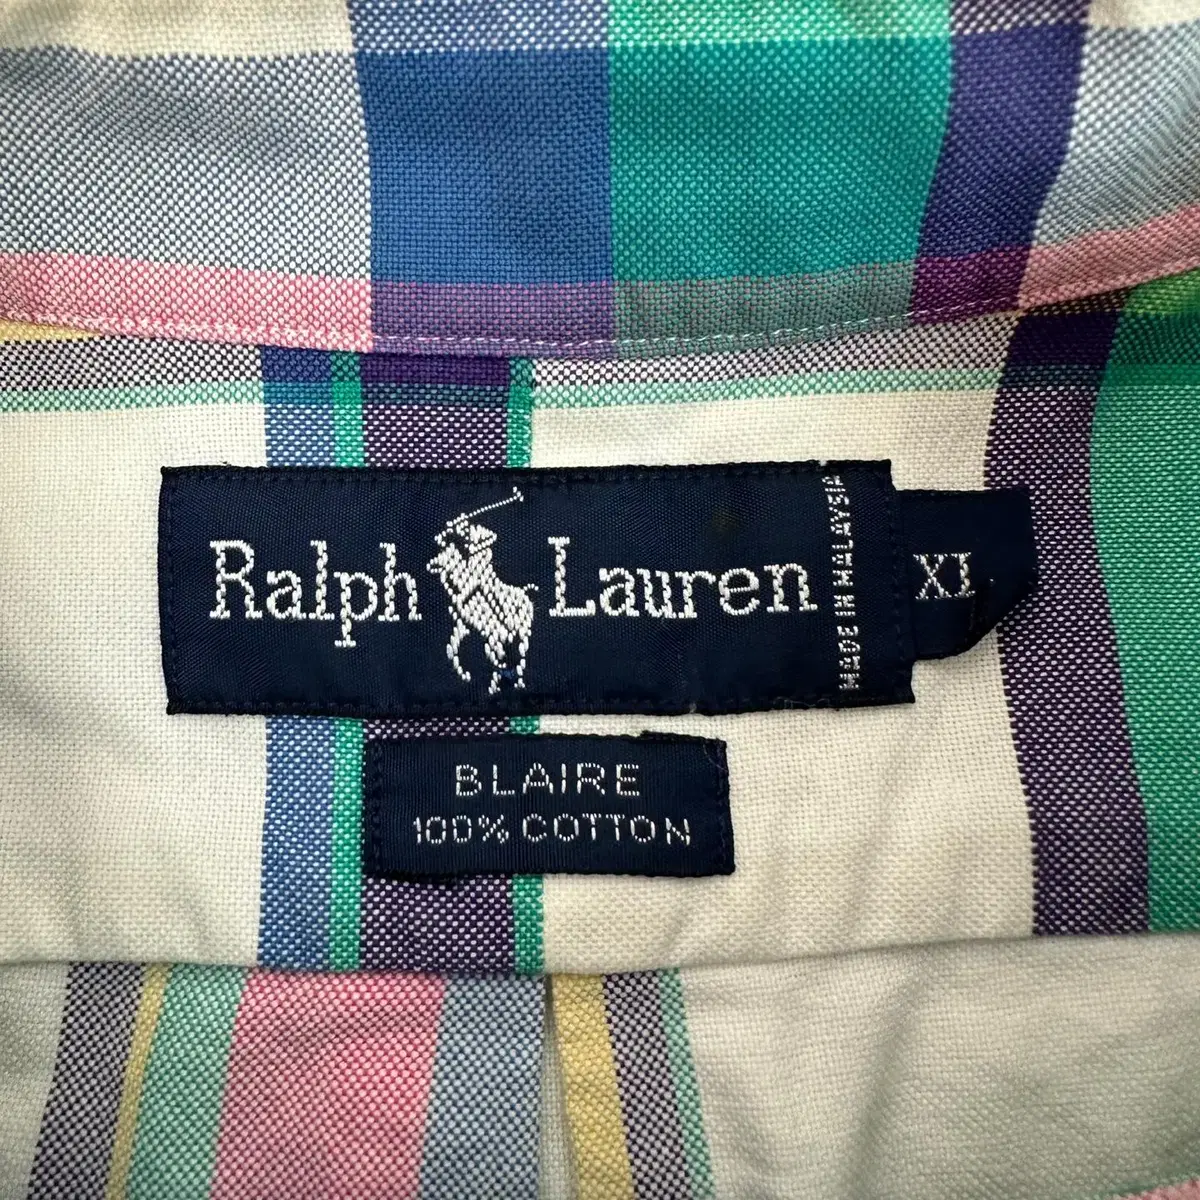 Ralph Lauren
MADE IN MALAYSIA
XL
BLAIRE
100% COTTON